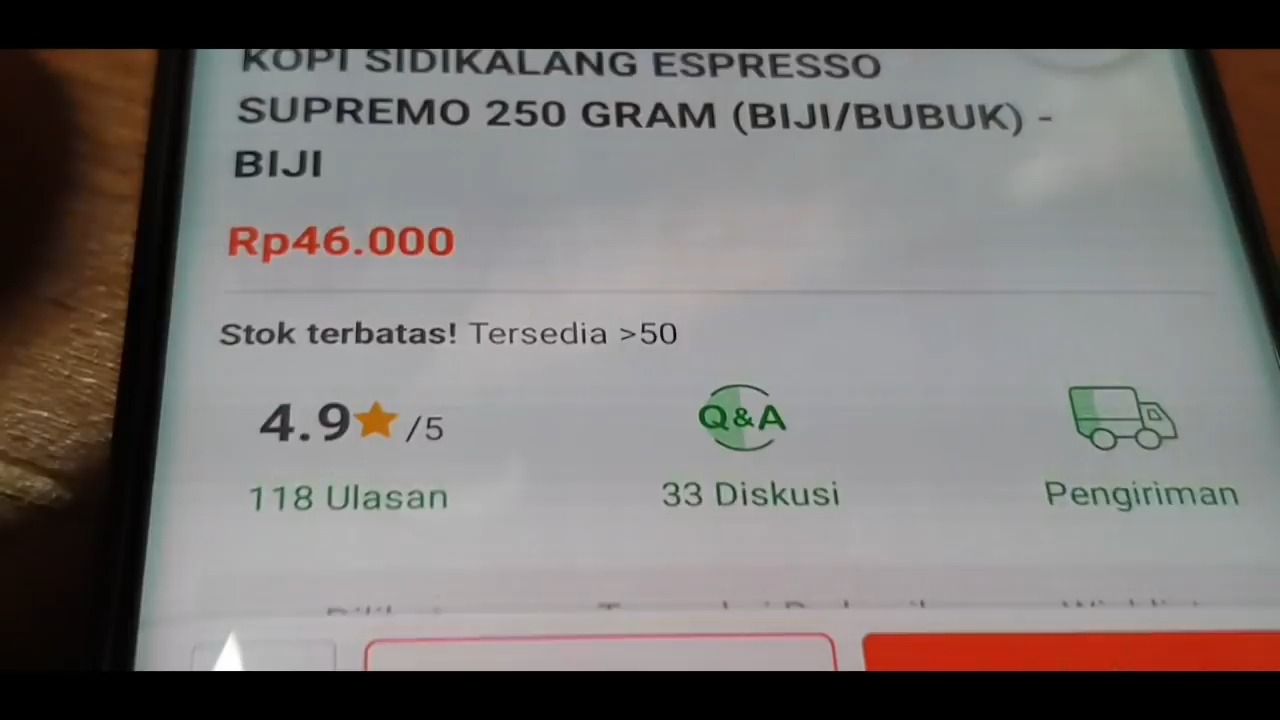 KOPI SIDIKALANG ESPRESSO
SUPREMO 250 GRAM (BIJI/BUBUK) -
BIJI
Rp46.000
Stok terbatas! Tersedia >50
4.9 /5
Q&A
118 Ulasan
33 Diskusi
Pengiriman